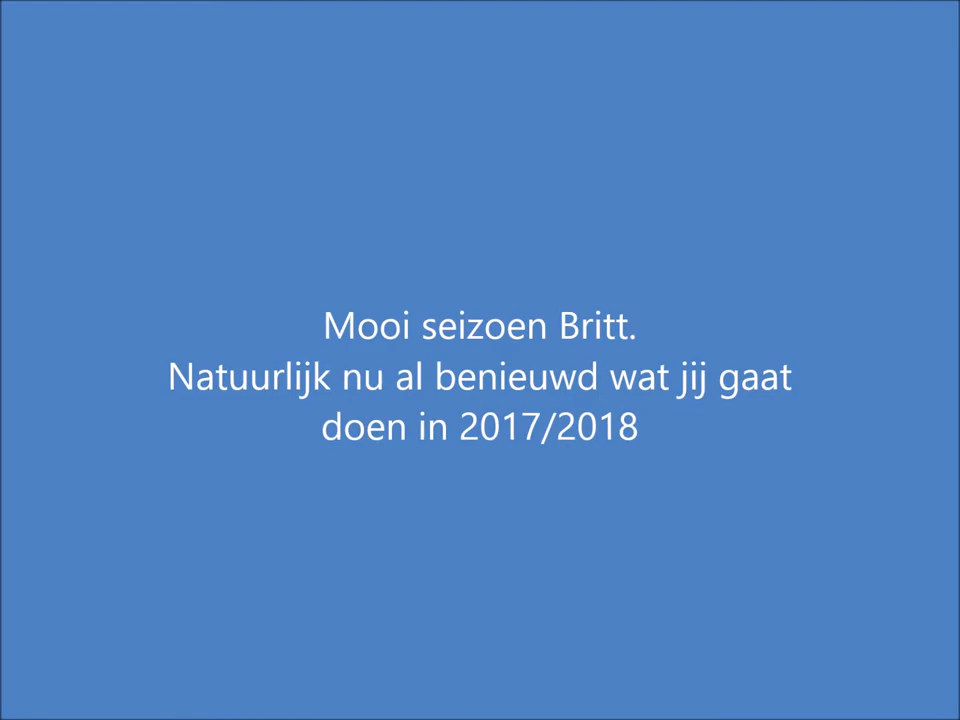 Mooi seizoen Britt.
Natuurlijk nu al benieuwd wat jij gaat
doen in 2017/2018